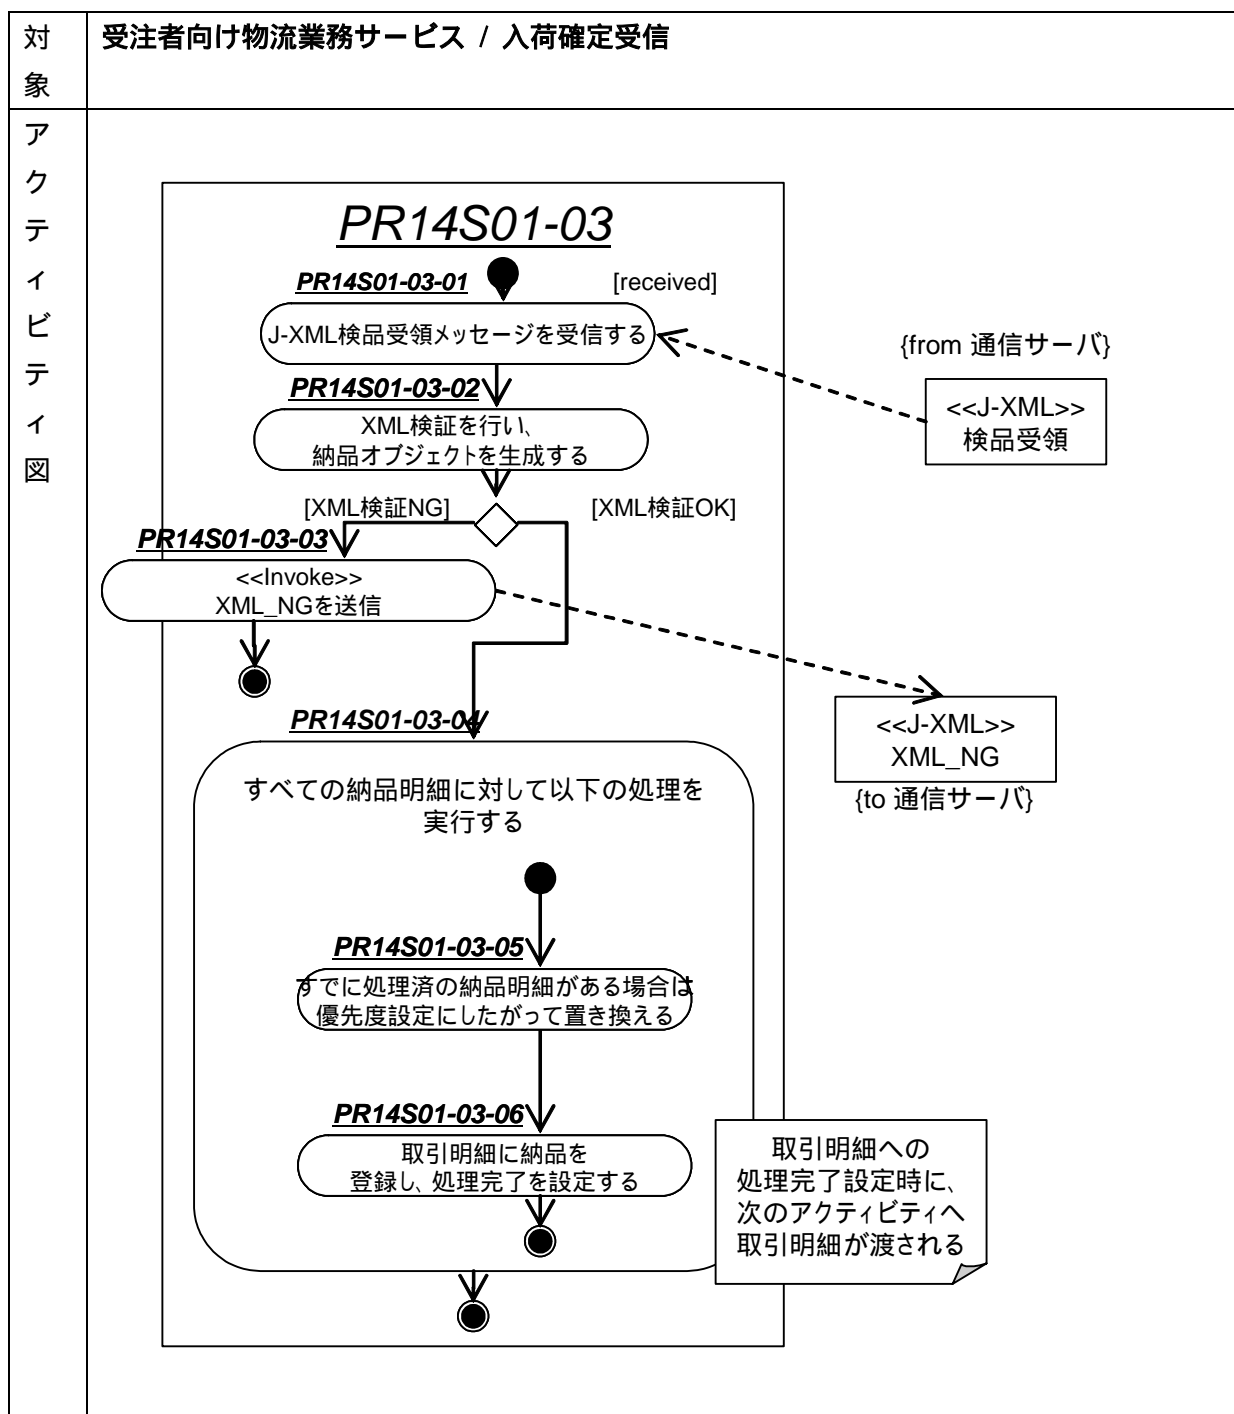 対象
受注者向け物流業務サービス / 入荷確定受信
アクティビティ図
PR14S01-03
PR14S01-03-01
[received]
J-XML検品受領メッセージを受信する
{from 通信サーバ}
<<J-XML>>
検品受領
PR14S01-03-02
XML検証を行い、
納品オブジェクトを生成する
[XML検証NG]
[XML検証OK]
PR14S01-03-03
<<Invoke>>
XML_NGを送信
<<J-XML>>
XML_NG
{to 通信サーバ}
PR14S01-03-04
すべての納品明細に対して以下の処理を
実行する
PR14S01-03-05
すでに処理済の納品明細がある場合は
優先度設定にしたがって置き換える
PR14S01-03-06
取引明細に納品を
登録し、処理完了を設定する
取引明細への
処理完了設定時に、
次のアクティビティへ
取引明細が渡される